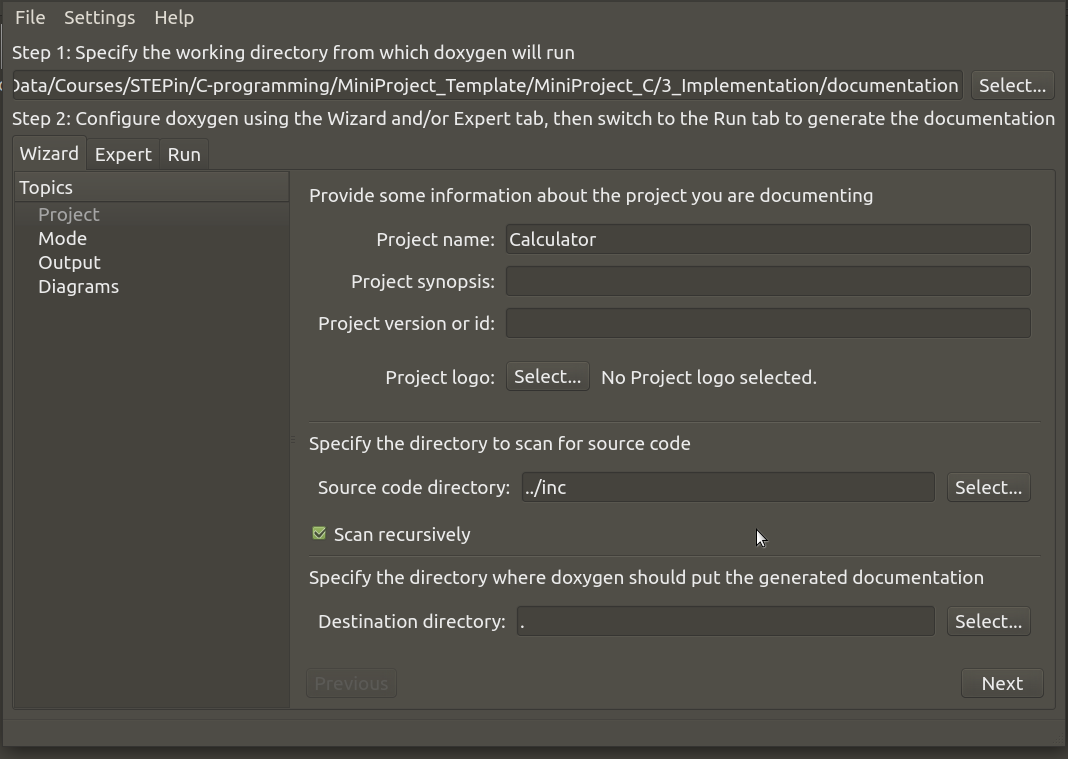 File Settings Help
Step 1: Specify the working directory from which doxygen will run
Data/Courses/STEPin/C-programming/MiniProject_Template/MiniProject_C/3_Implementation/documentation Select...
Step 2: Configure doxygen using the Wizard and/or Expert tab, then switch to the Run tab to generate the documentation
Wizard Expert Run
Topics
Project
Mode
Output
Diagrams
Provide some information about the project you are documenting
Project name: Calculator
Project synopsis:
Project version or id:
Project logo: Select... No Project logo selected.
Specify the directory to scan for source code
Source code directory: ../inc Select...
Scan recursively
Specify the directory where doxygen should put the generated documentation
Destination directory: . Select...
Previous Next